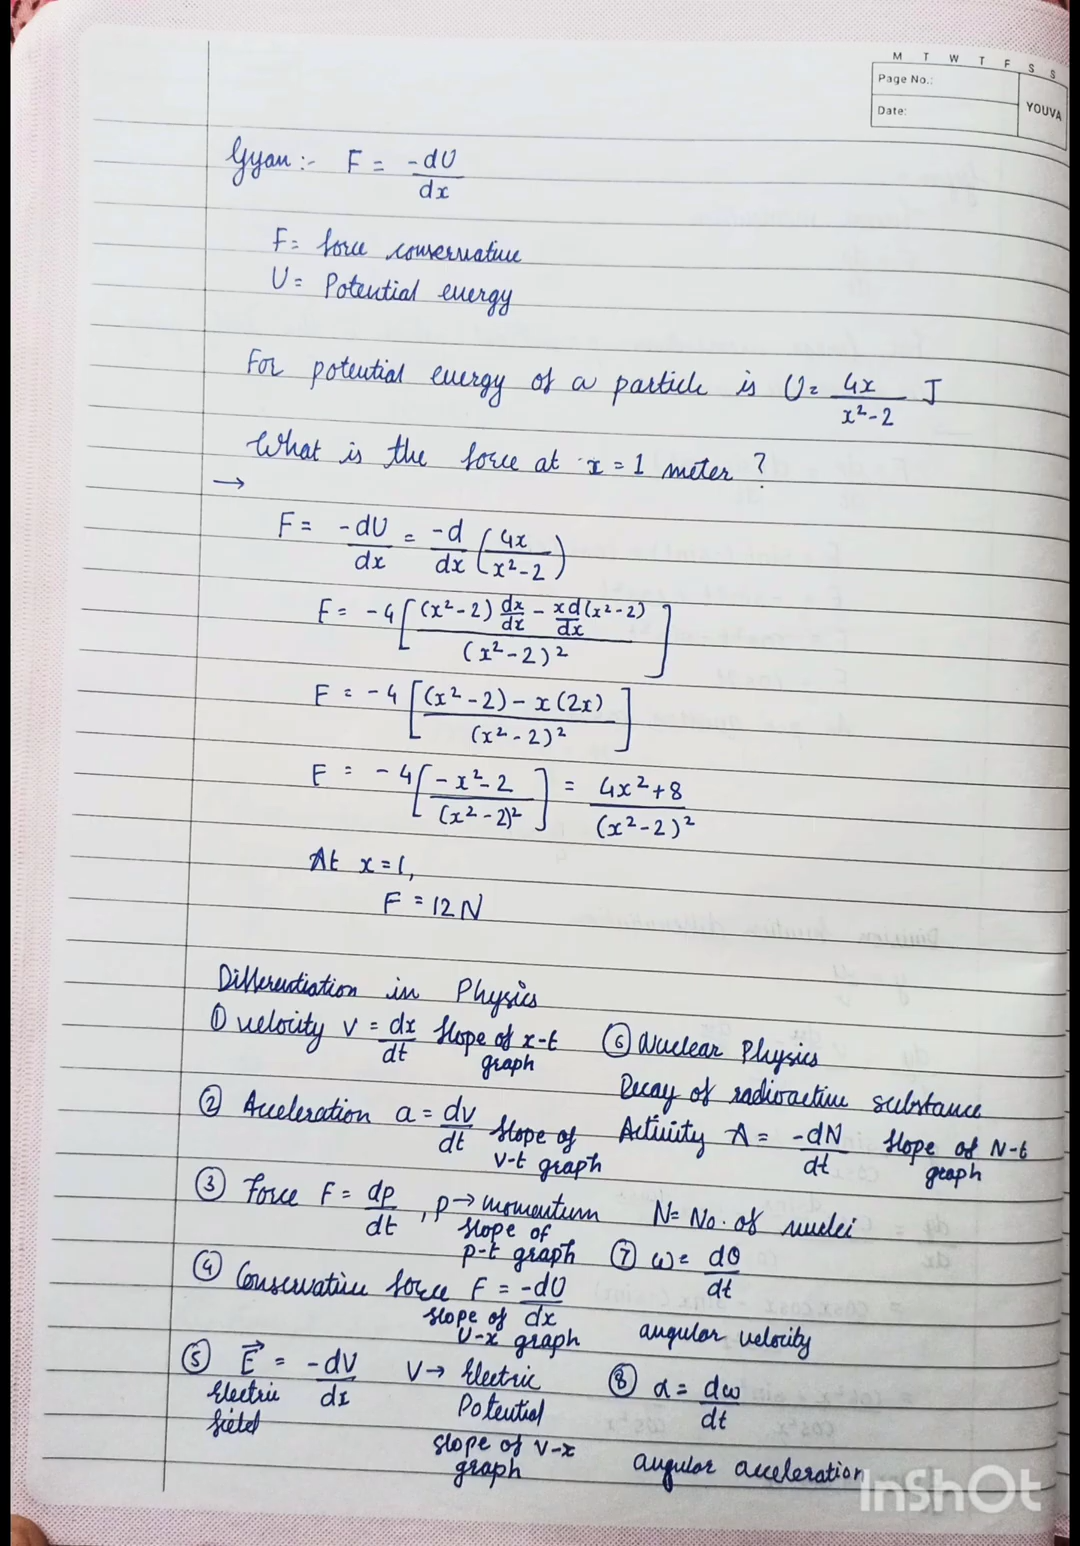 M T W T F S S
Page No.:
Date:
YOUVA
Gyan :- F = -dU/dx
F = force conservative
U = Potential energy
For potential energy of a particle is U = 4x/(x²-2) J
What is the force at x = 1 meter ?
→
F = -dU/dx = -d/dx (4x/(x²-2))
F = -4 [((x²-2) dx/dx - xd(x²-2)/dx)/(x²-2)²]
F = -4 [((x²-2) - x(2x))/(x²-2)²]
F = -4 [(-x²-2)/(x²-2)²] = (4x²+8)/(x²-2)²
At x = 1,
F = 12 N
Differentiation in Physics
① velocity v = dx/dt slope of x-t graph
② Acceleration a = dv/dt slope of v-t graph
③ Force F = dp/dt , p → momentum
slope of p-t graph
④ Conservative force F = -dU/dx
slope of U-x graph
⑤ E⃗ = -dV/dx V → Electric Potential
Electric field
slope of V-x graph
⑥ Nuclear Physics
Decay of radioactive substance
Activity A = -dN/dt slope of N-t graph
N = No. of nuclei
⑦ ω = dθ/dt
angular velocity
⑧ α = dω/dt
angular acceleration
InShOt